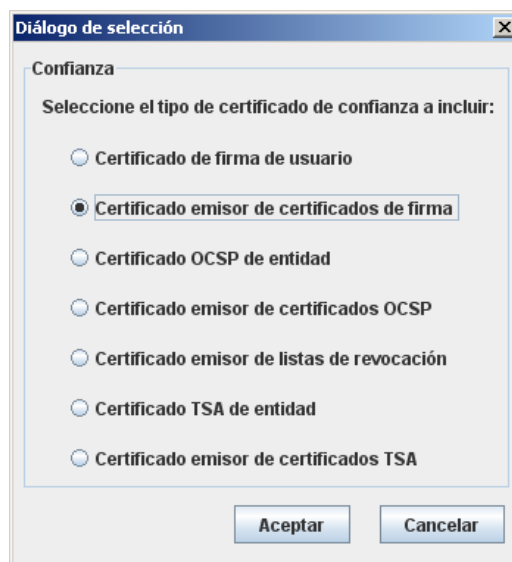 Diálogo de selección
Confianza
Seleccione el tipo de certificado de confianza a incluir:
Certificado de firma de usuario
Certificado emisor de certificados de firma
Certificado OCSP de entidad
Certificado emisor de certificados OCSP
Certificado emisor de listas de revocación
Certificado TSA de entidad
Certificado emisor de certificados TSA
Aceptar Cancelar